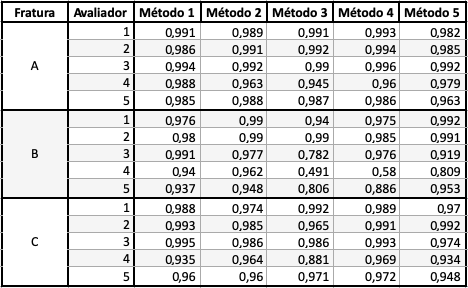 Fratura Avaliador Método 1 Método 2 Método 3 Método 4 Método 5
1 0,991 0,989 0,991 0,993 0,982
2 0,986 0,991 0,992 0,994 0,985
A 3 0,994 0,992 0,99 0,996 0,992
4 0,988 0,963 0,945 0,96 0,979
5 0,985 0,988 0,987 0,986 0,963
1 0,976 0,99 0,94 0,975 0,992
2 0,98 0,99 0,99 0,985 0,991
B 3 0,991 0,977 0,782 0,976 0,919
4 0,94 0,962 0,491 0,58 0,809
5 0,937 0,948 0,806 0,886 0,953
1 0,988 0,974 0,992 0,989 0,97
2 0,993 0,985 0,965 0,991 0,992
C 3 0,995 0,986 0,986 0,993 0,974
4 0,935 0,964 0,881 0,969 0,934
5 0,96 0,96 0,971 0,972 0,948